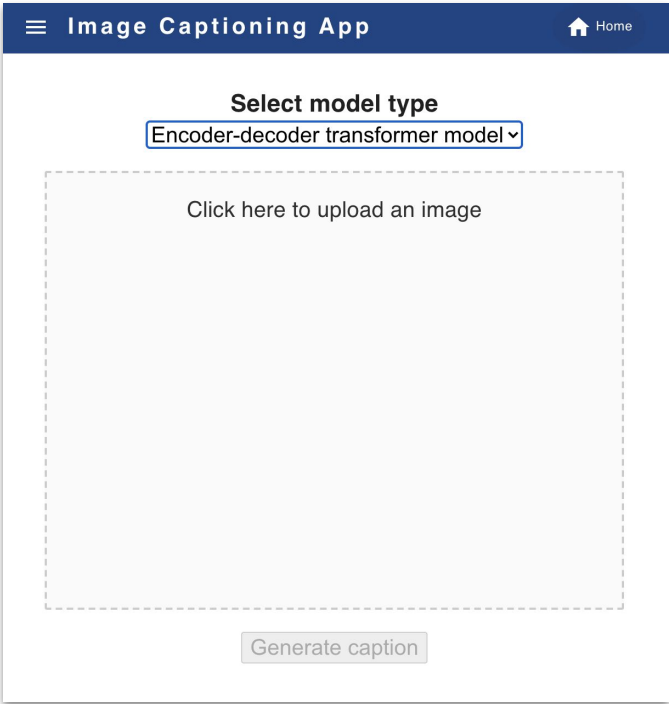 Image Captioning App
Home
Select model type
Encoder-decoder transformer model
Click here to upload an image
Generate caption